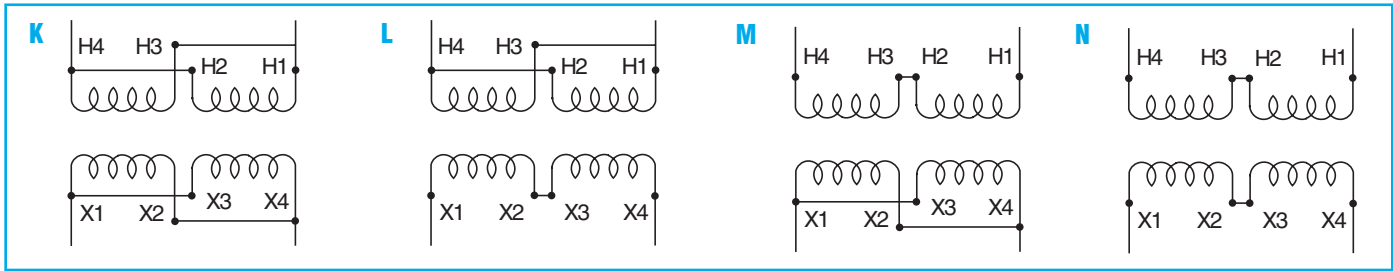 K H4 H3 H2 H1 X1 X2 X3 X4
L H4 H3 H2 H1 X1 X2 X3 X4
M H4 H3 H2 H1 X1 X2 X3 X4
N H4 H3 H2 H1 X1 X2 X3 X4